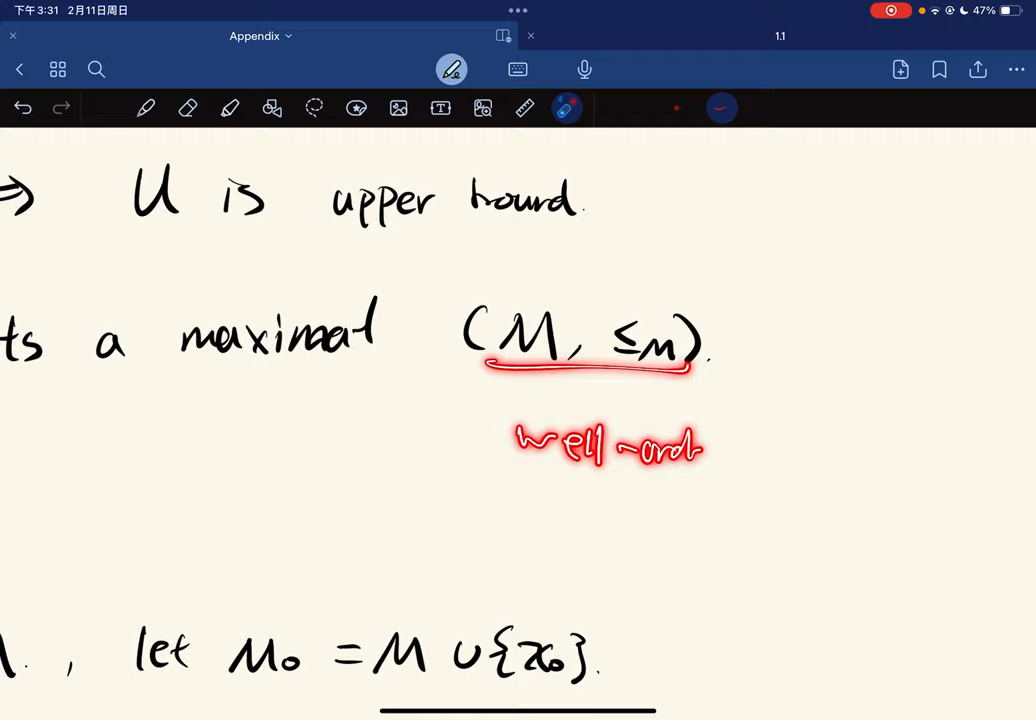 下午3:31 2月11日周日
47%
Appendix
1.1
⇒ U is upper bound.
ts a maximal (M, ≤m).
well-ord
, let M₀ = M ∪ {x₀}.